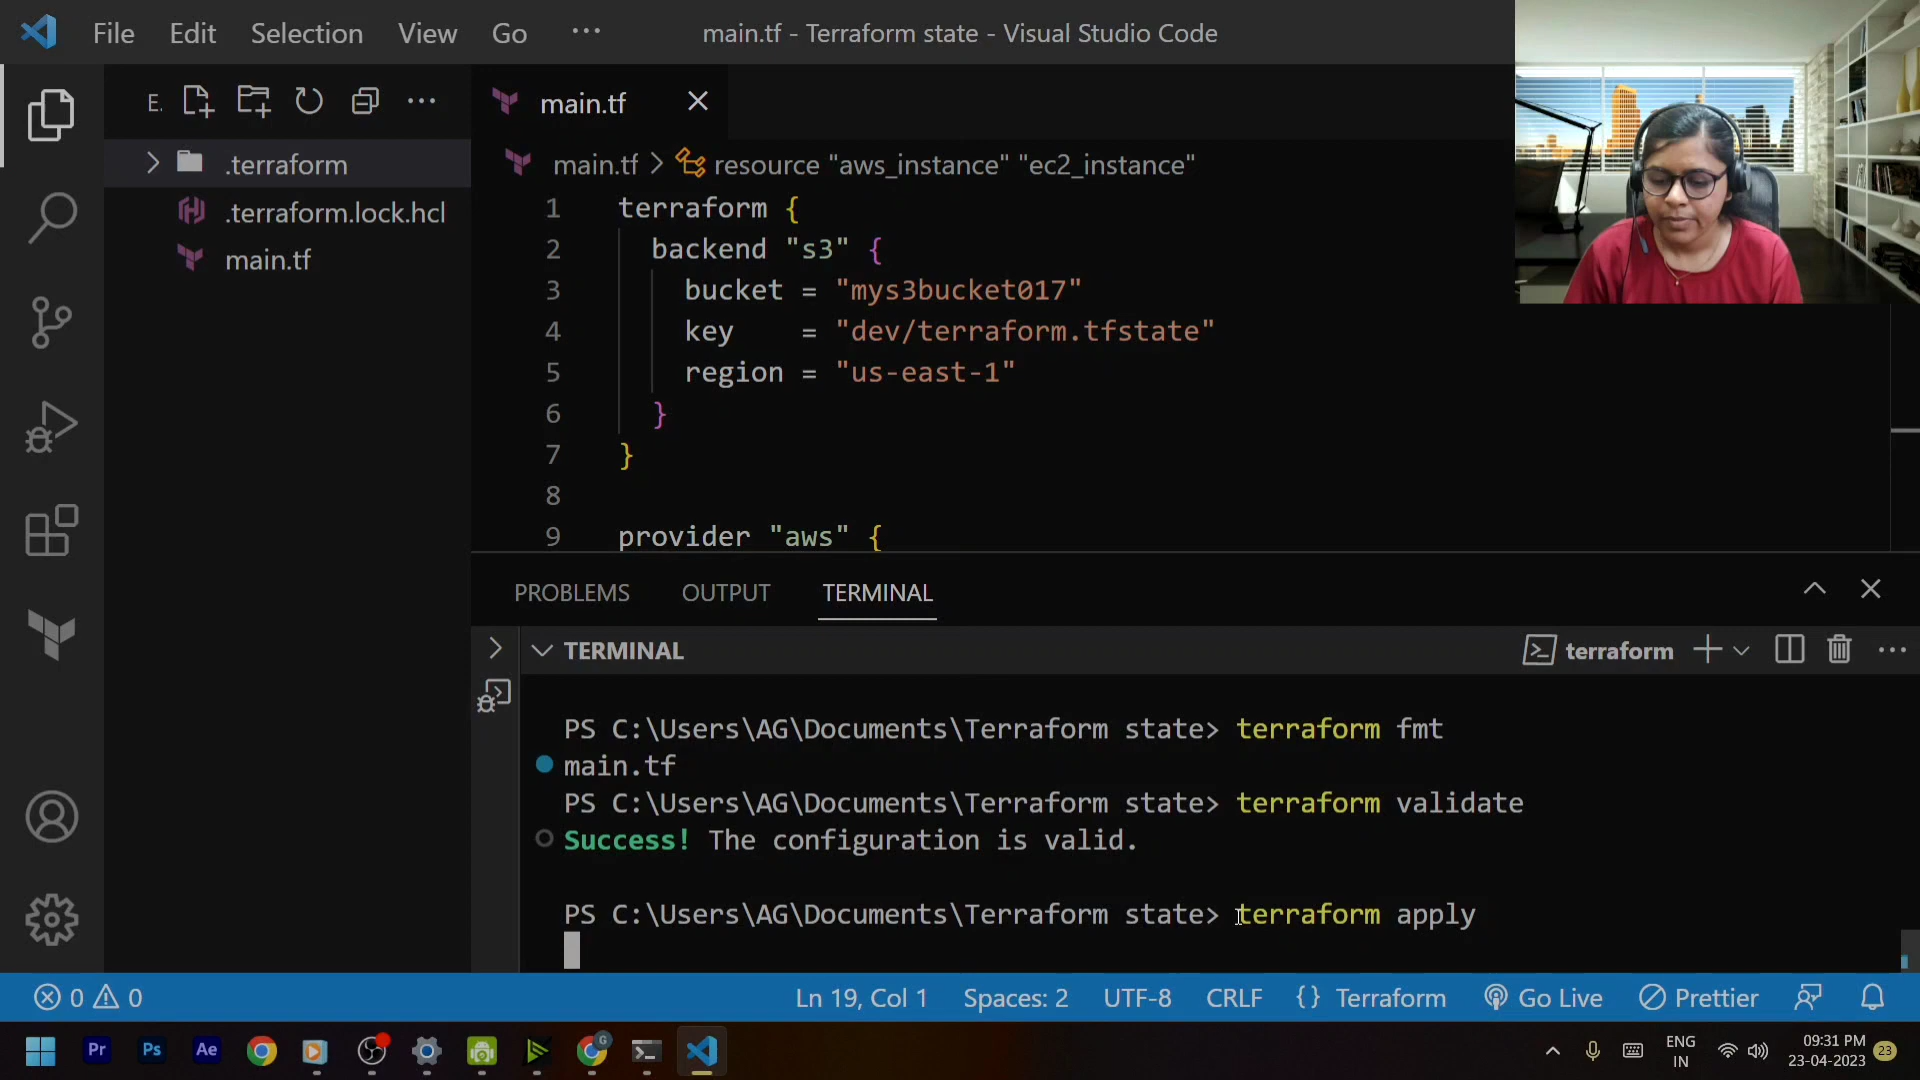 File Edit Selection View Go ··· main.tf - Terraform state - Visual Studio Code
E.
.terraform
.terraform.lock.hcl
main.tf
main.tf
main.tf > resource "aws_instance" "ec2_instance"
1 terraform {
2 backend "s3" {
3 bucket = "mys3bucket017"
4 key = "dev/terraform.tfstate"
5 region = "us-east-1"
6 }
7 }
8
9 provider "aws" {
PROBLEMS OUTPUT TERMINAL
TERMINAL
terraform
PS C:\Users\AG\Documents\Terraform state> terraform fmt
main.tf
PS C:\Users\AG\Documents\Terraform state> terraform validate
Success! The configuration is valid.
PS C:\Users\AG\Documents\Terraform state> terraform apply
0 0 Ln 19, Col 1 Spaces: 2 UTF-8 CRLF {} Terraform Go Live Prettier
Pr Ps Ae G
ENG
IN
09:31 PM
23-04-2023
23